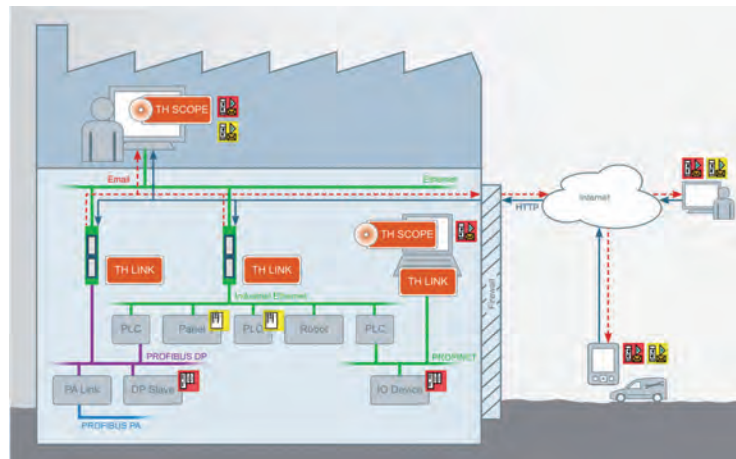 TH SCOPE
Email
Ethernet
Internet
HTTP
TH SCOPE
TH LINK
TH LINK
TH LINK
Industrial Ethernet
Firewall
PLC
Panel
PLC
Robot
PLC
PROFIBUS DP
PROFINET
PA Link
DP Slave
IO Device
PROFIBUS PA